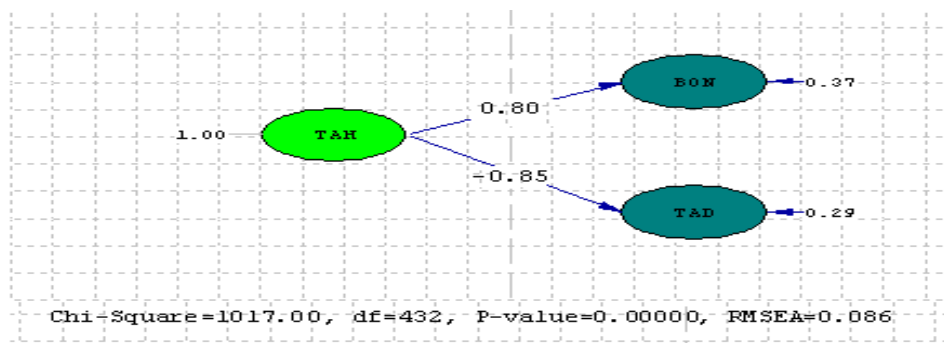 BON
0.37
0.80
1.00
TAH
-0.85
TAD
0.29
Chi-Square=1017.00, df=432, P-value=0.00000, RMSEA=0.086